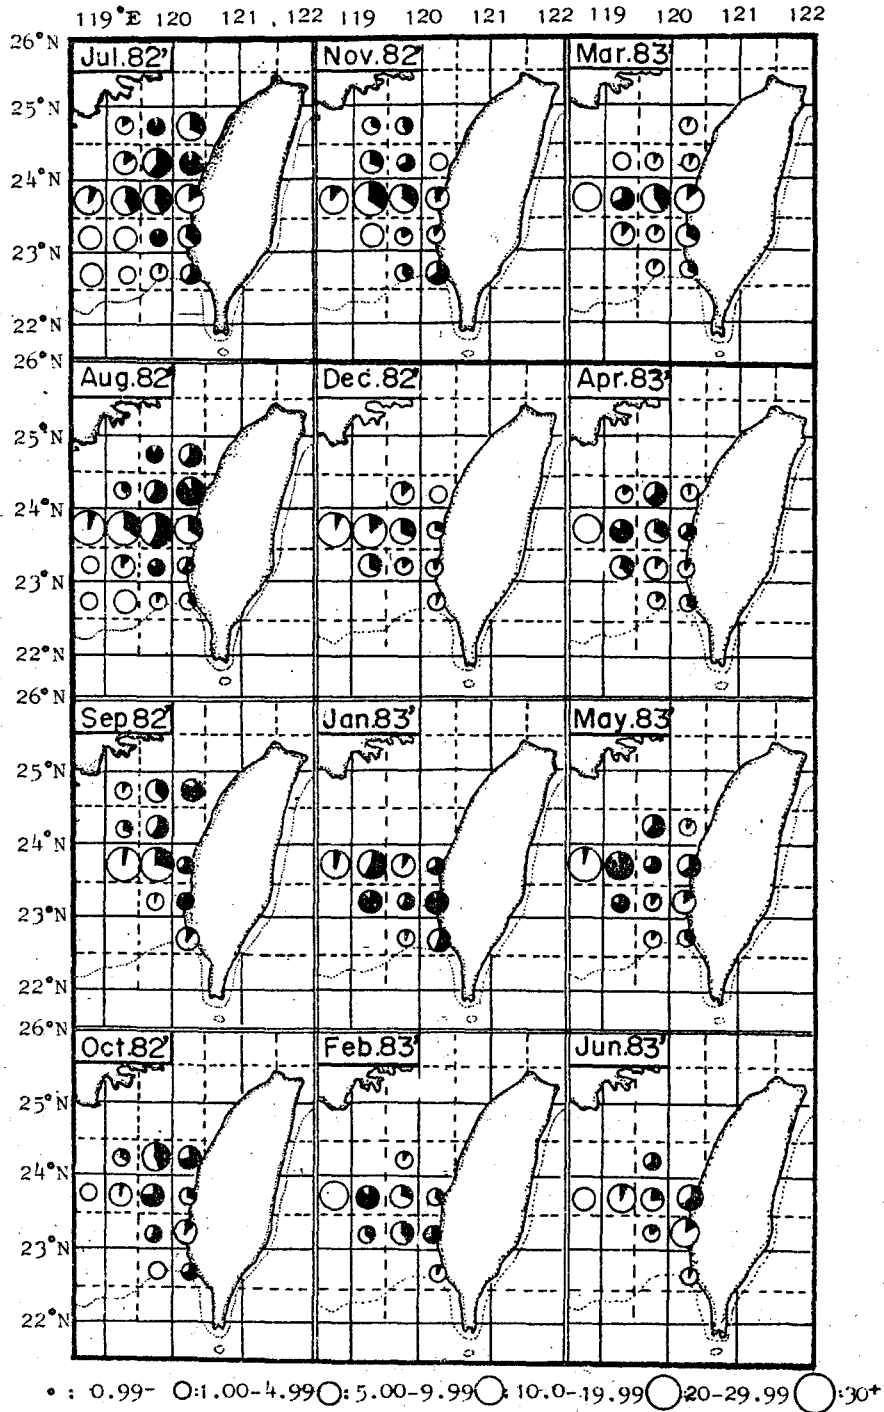 119°E 120 121 122 119 120 121 122 119 120 121 122
26°N
Jul.82' Nov.82' Mar.83'
25°N
24°N
23°N
22°N
26°N
Aug.82' Dec.82' Apr.83'
25°N
24°N
23°N
22°N
26°N
Sep.82' Jan.83' May.83'
25°N
24°N
23°N
22°N
26°N
Oct.82' Feb.83' Jun.83'
25°N
24°N
23°N
22°N
: 0.99- :1.00-4.99 :5.00-9.99 :10.0-19.99 :20-29.99 :30+